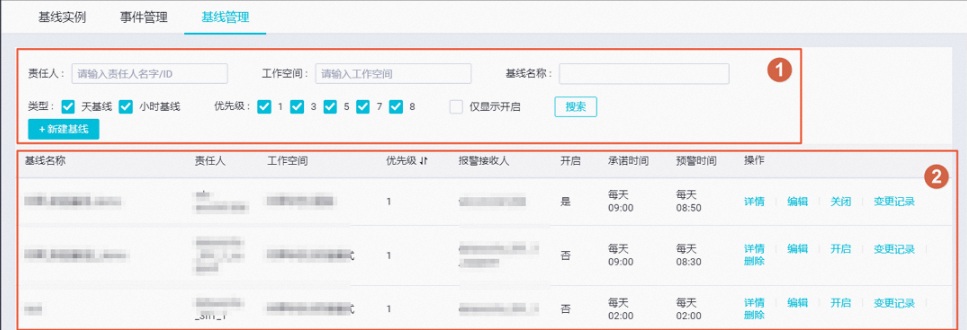 基线实例 事件管理 基线管理
责任人： 请输入责任人名字/ID 工作空间： 请输入工作空间 基线名称： 1
类型： 天基线 小时基线 优先级： 1 3 5 7 8 仅显示开启 搜索
+新建基线
基线名称 责任人 工作空间 优先级 报警接收人 开启 承诺时间 预警时间 操作 2
1 是 每天 09:00 每天 08:50 详情 编辑 关闭 变更记录
1 否 每天 09:00 每天 08:30 详情 编辑 开启 变更记录
删除
1 否 每天 02:00 每天 02:00 详情 编辑 开启 变更记录
删除